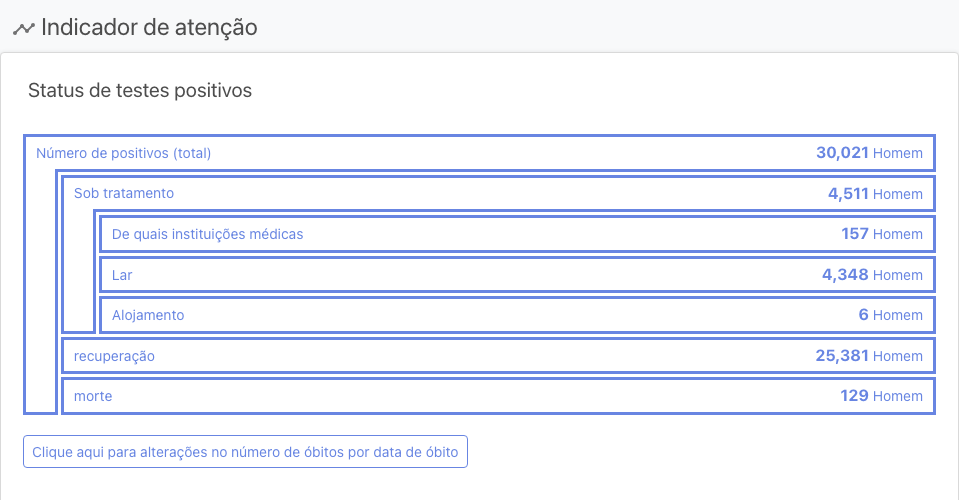 Indicador de atenção
Status de testes positivos
Número de positivos (total) 30,021 Homem
Sob tratamento 4,511 Homem
De quais instituições médicas 157 Homem
Lar 4,348 Homem
Alojamento 6 Homem
recuperação 25,381 Homem
morte 129 Homem
Clique aqui para alterações no número de óbitos por data de óbito